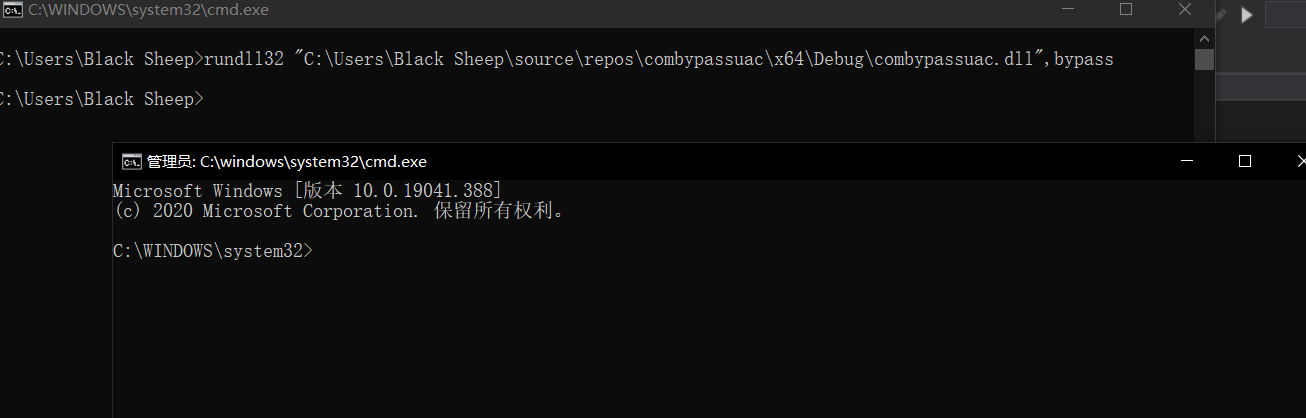 C:\WINDOWS\system32\cmd.exe
C:\Users\Black Sheep>rundll32 "C:\Users\Black Sheep\source\repos\combypassuac\x64\Debug\combypassuac.dll",bypass
C:\Users\Black Sheep>
管理员: C:\windows\system32\cmd.exe
Microsoft Windows [版本 10.0.19041.388]
(c) 2020 Microsoft Corporation. 保留所有权利。
C:\WINDOWS\system32>